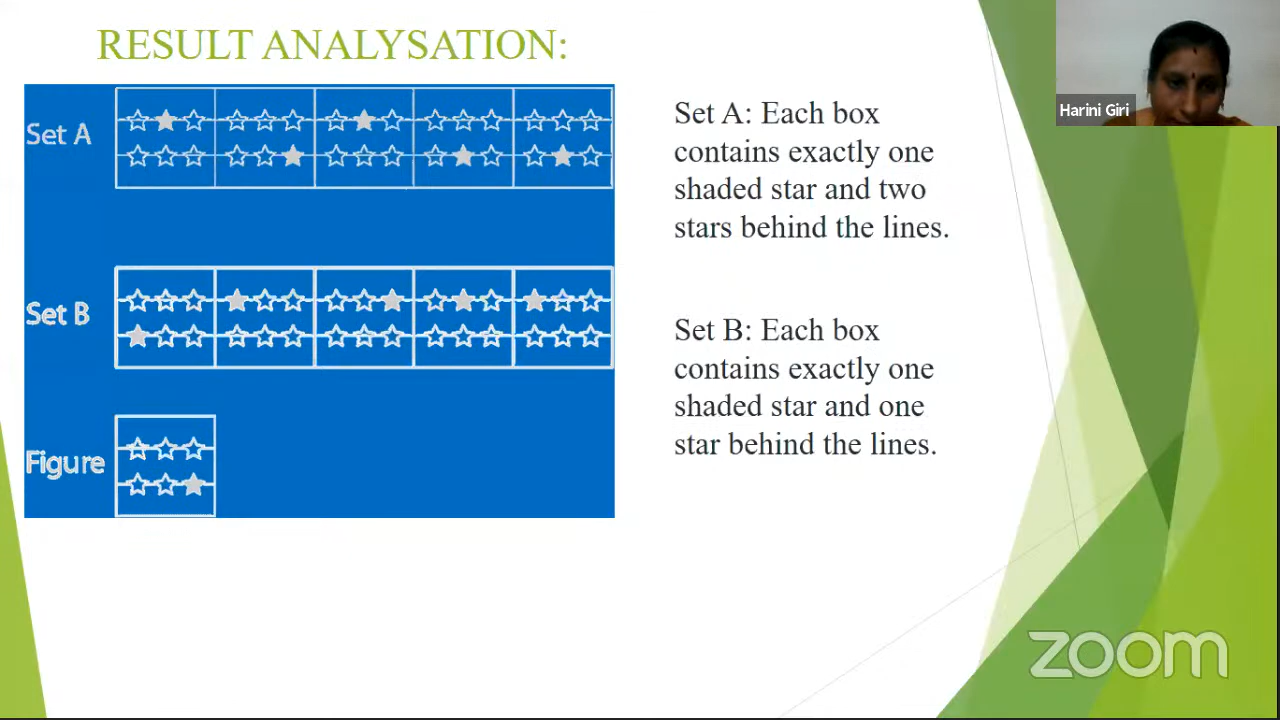 RESULT ANALYSATION:
Harini Giri
Set A
Set A: Each box
contains exactly one
shaded star and two
stars behind the lines.
Set B
Set B: Each box
contains exactly one
shaded star and one
star behind the lines.
Figure
zoom